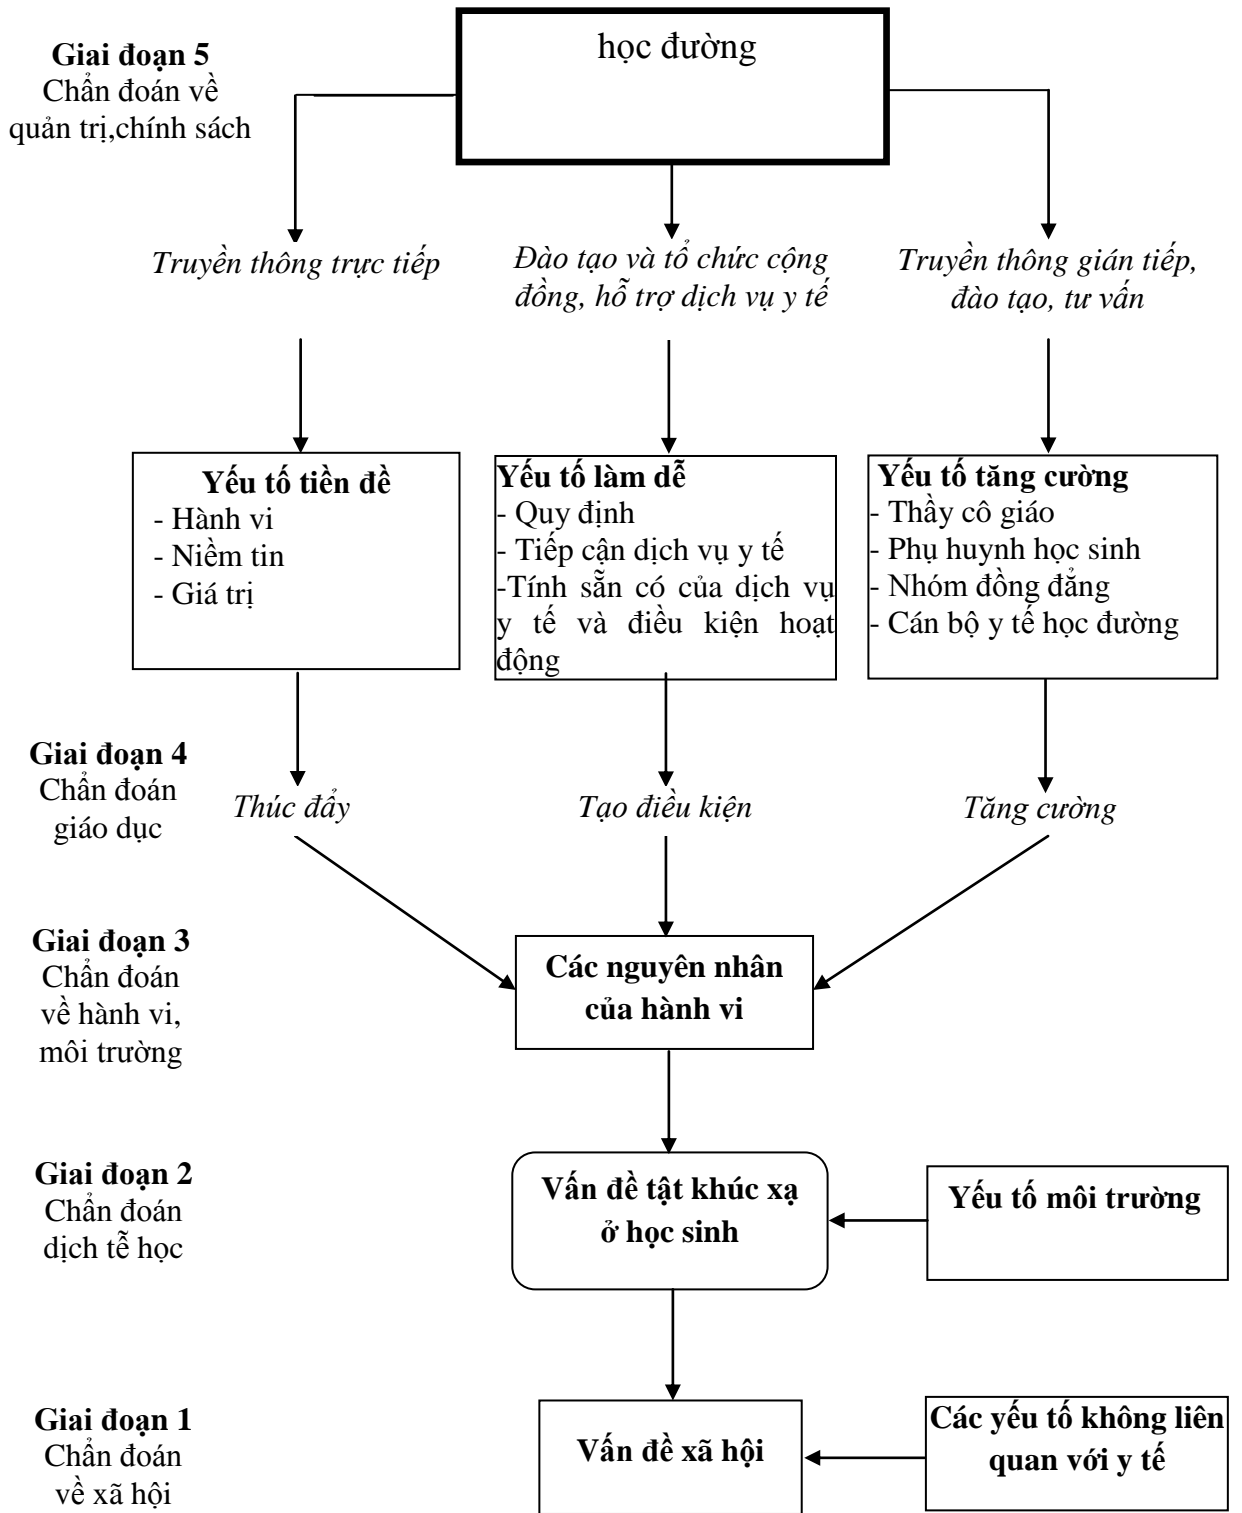 học đường
Giai đoạn 5
Chẩn đoán về
quản trị,chính sách
Truyền thông trực tiếp
Đào tạo và tổ chức cộng
đồng, hỗ trợ dịch vụ y tế
Truyền thông gián tiếp,
đào tạo, tư vấn
Yếu tố tiền đề
- Hành vi
- Niềm tin
- Giá trị
Yếu tố làm dễ
- Quy định
- Tiếp cận dịch vụ y tế
-Tính sẵn có của dịch vụ
y tế và điều kiện hoạt
động
Yếu tố tăng cường
- Thầy cô giáo
- Phụ huynh học sinh
- Nhóm đồng đẳng
- Cán bộ y tế học đường
Giai đoạn 4
Chẩn đoán
giáo dục
Thúc đẩy
Tạo điều kiện
Tăng cường
Giai đoạn 3
Chẩn đoán
về hành vi,
môi trường
Các nguyên nhân
của hành vi
Giai đoạn 2
Chẩn đoán
dịch tễ học
Vấn đề tật khúc xạ
ở học sinh
Yếu tố môi trường
Giai đoạn 1
Chẩn đoán
về xã hội
Vấn đề xã hội
Các yếu tố không liên
quan với y tế